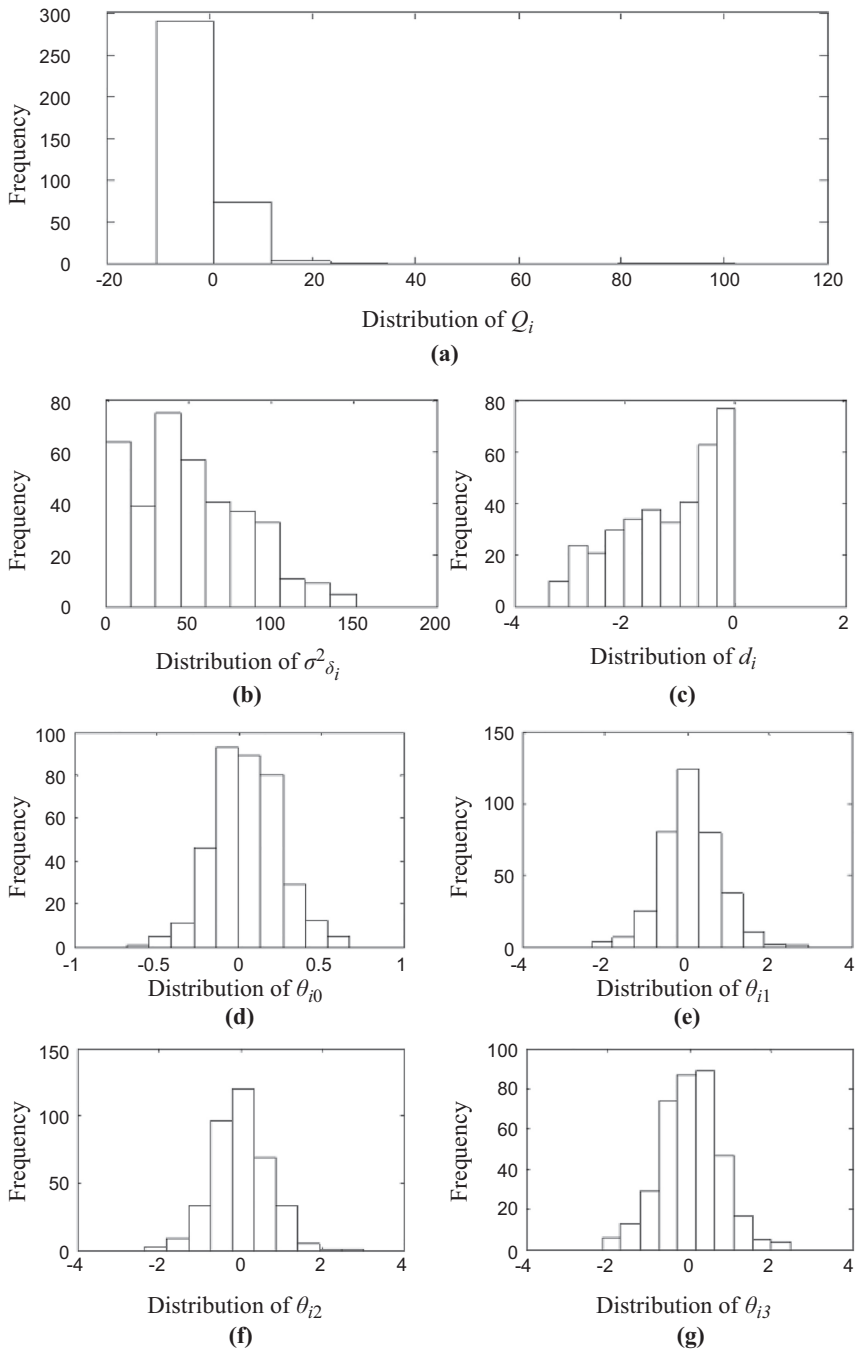 300
250
200
150
100
50
0
Frequency
-20 0 20 40 60 80 100 120
Distribution of Qᵢ
(a)
80
60
40
20
0
Frequency
0 50 100 150 200
Distribution of σ²δᵢ
(b)
80
60
40
20
0
Frequency
-4 -2 0 2
Distribution of dᵢ
(c)
100
80
60
40
20
0
Frequency
-1 -0.5 0 0.5 1
Distribution of θi0
(d)
150
100
50
0
Frequency
-4 -2 0 2 4
Distribution of θi1
(e)
150
100
50
0
Frequency
-4 -2 0 2 4
Distribution of θi2
(f)
100
80
60
40
20
0
Frequency
-4 -2 0 2 4
Distribution of θi3
(g)